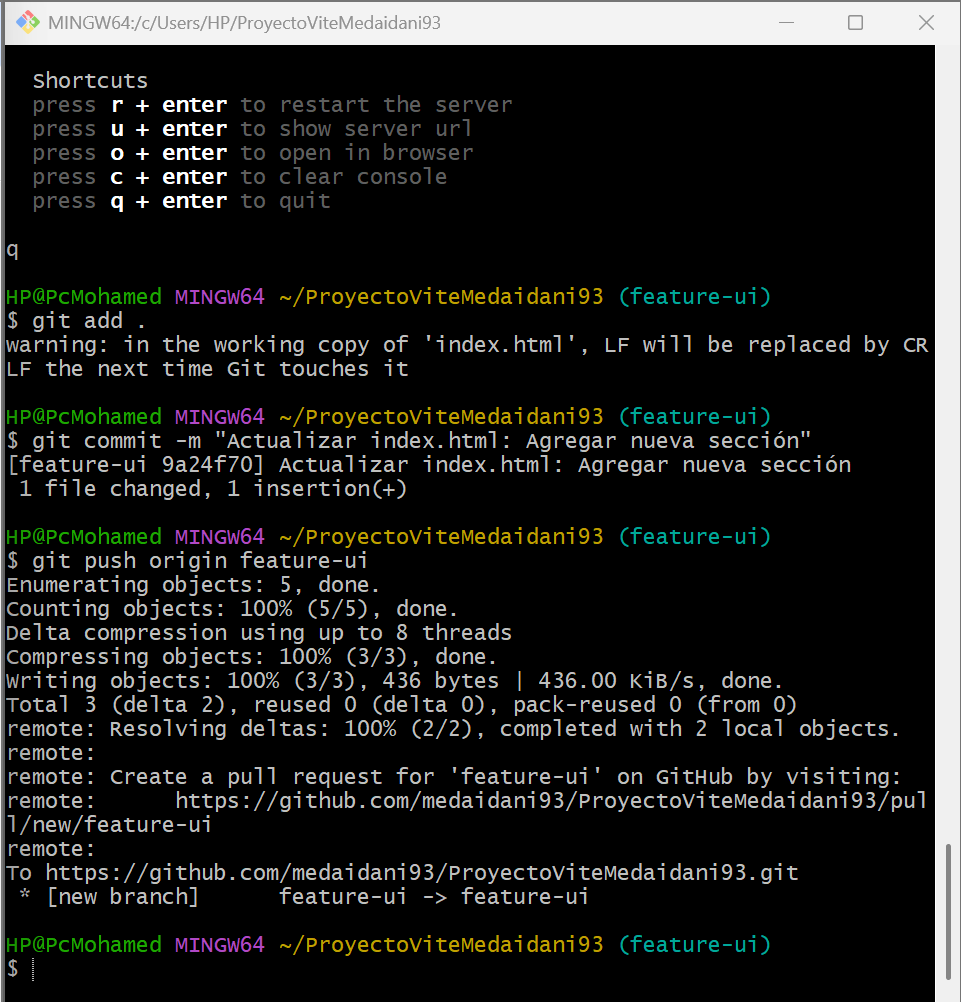 MINGW64:/c/Users/HP/ProyectoViteMedaidani93
Shortcuts
press r + enter to restart the server
press u + enter to show server url
press o + enter to open in browser
press c + enter to clear console
press q + enter to quit
q
HP@PcMohamed MINGW64 ~/ProyectoViteMedaidani93 (feature-ui)
$ git add .
warning: in the working copy of 'index.html', LF will be replaced by CR
LF the next time Git touches it
HP@PcMohamed MINGW64 ~/ProyectoViteMedaidani93 (feature-ui)
$ git commit -m "Actualizar index.html: Agregar nueva sección"
[feature-ui 9a24f70] Actualizar index.html: Agregar nueva sección
 1 file changed, 1 insertion(+)
HP@PcMohamed MINGW64 ~/ProyectoViteMedaidani93 (feature-ui)
$ git push origin feature-ui
Enumerating objects: 5, done.
Counting objects: 100% (5/5), done.
Delta compression using up to 8 threads
Compressing objects: 100% (3/3), done.
Writing objects: 100% (3/3), 436 bytes | 436.00 KiB/s, done.
Total 3 (delta 2), reused 0 (delta 0), pack-reused 0 (from 0)
remote: Resolving deltas: 100% (2/2), completed with 2 local objects.
remote:
remote: Create a pull request for 'feature-ui' on GitHub by visiting:
remote:      https://github.com/medaidani93/ProyectoViteMedaidani93/pul
l/new/feature-ui
remote:
To https://github.com/medaidani93/ProyectoViteMedaidani93.git
 * [new branch]      feature-ui -> feature-ui
HP@PcMohamed MINGW64 ~/ProyectoViteMedaidani93 (feature-ui)
$